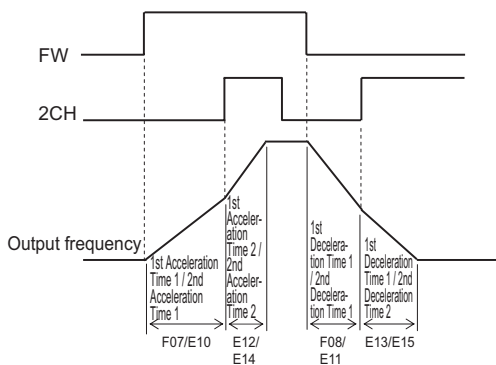 FW
2CH
Output frequency
1st Acceleration
Time 1 / 2nd
Acceleration
Time 1
1st
Acceler-
ation
Time 2 /
2nd
Acceler-
ation
Time 2
1st
Decelera-
tion Time 1
/ 2nd
Decelera-
tion Time 1
1st
Deceleration
Time 1 / 2nd
Deceleration
Time 2
F07/E10
E12/
E14
F08/
E11
E13/E15